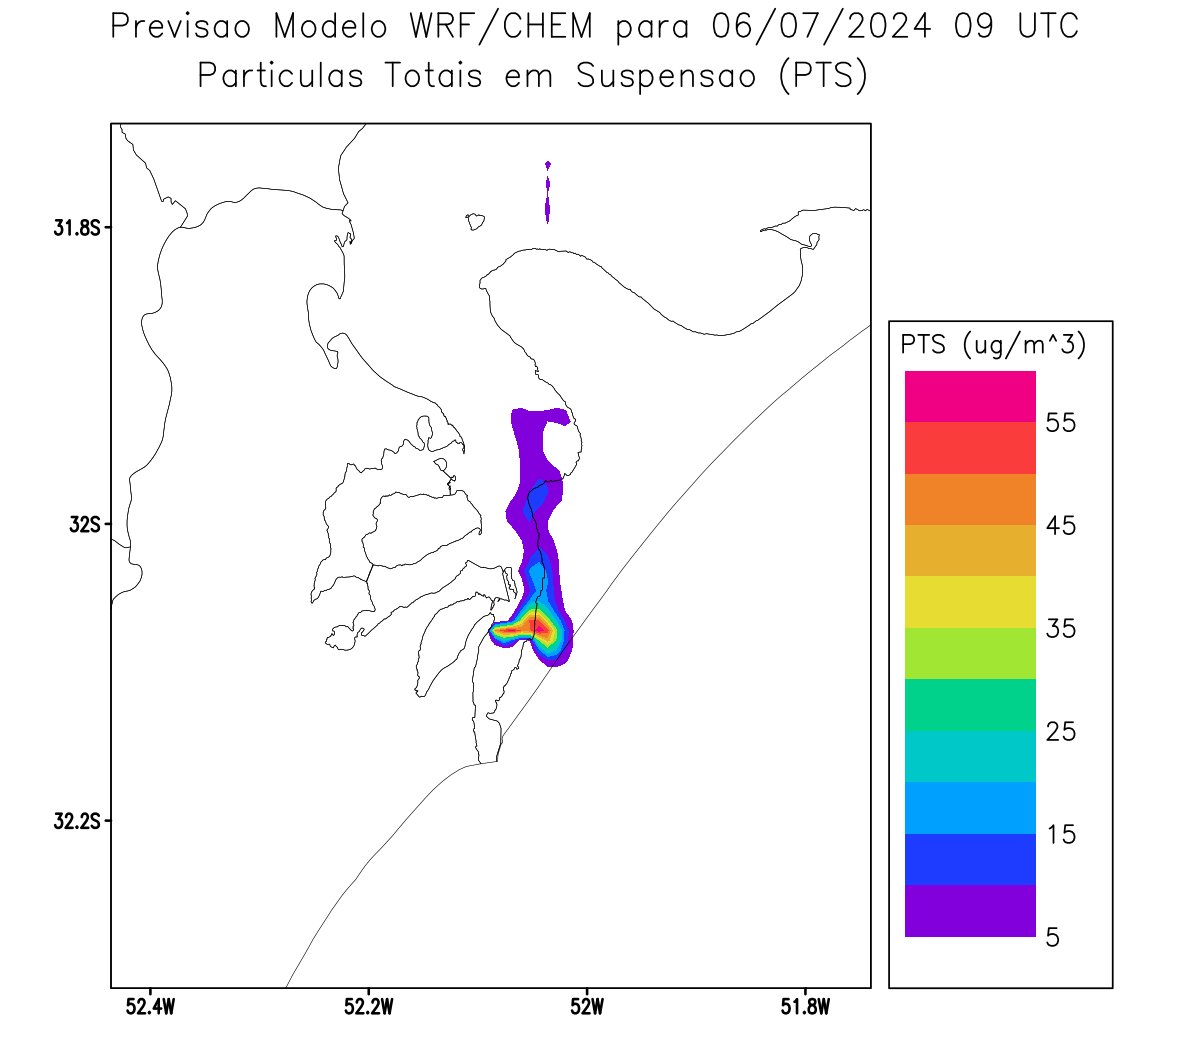 Previsao Modelo WRF/CHEM para 06/07/2024 09 UTC
Particulas Totais em Suspensao (PTS)
31.8S
32S
32.2S
52.4W
52.2W
52W
51.8W
PTS (ug/m^3)
55
45
35
25
15
5